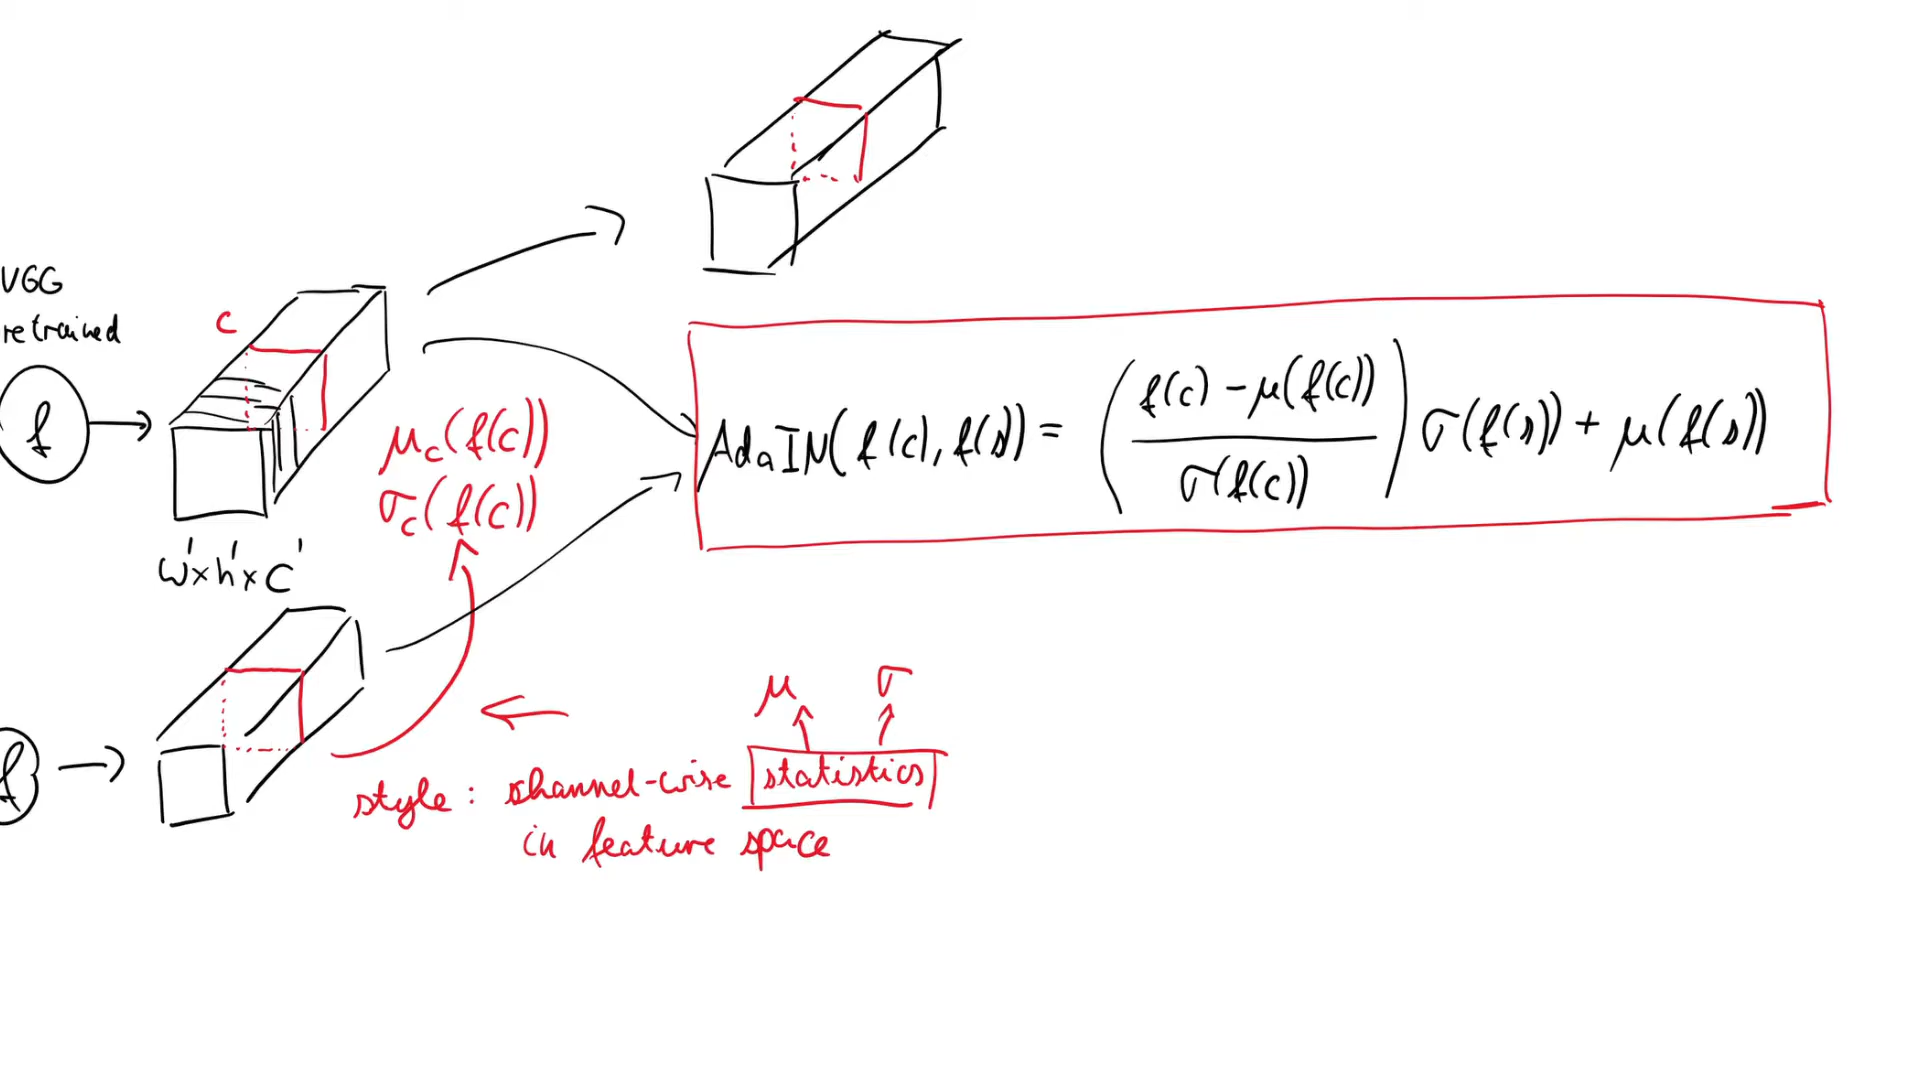 VGG
retrained
f
c
w'×h'×c'
μc(f(c))
σc(f(c))
AdaIN(f(c), f(s)) = ( f(c) - μ(f(c)) / σ(f(c)) ) σ(f(s)) + μ(f(s))
f
μ σ
style : channel-wise statistics
in feature space